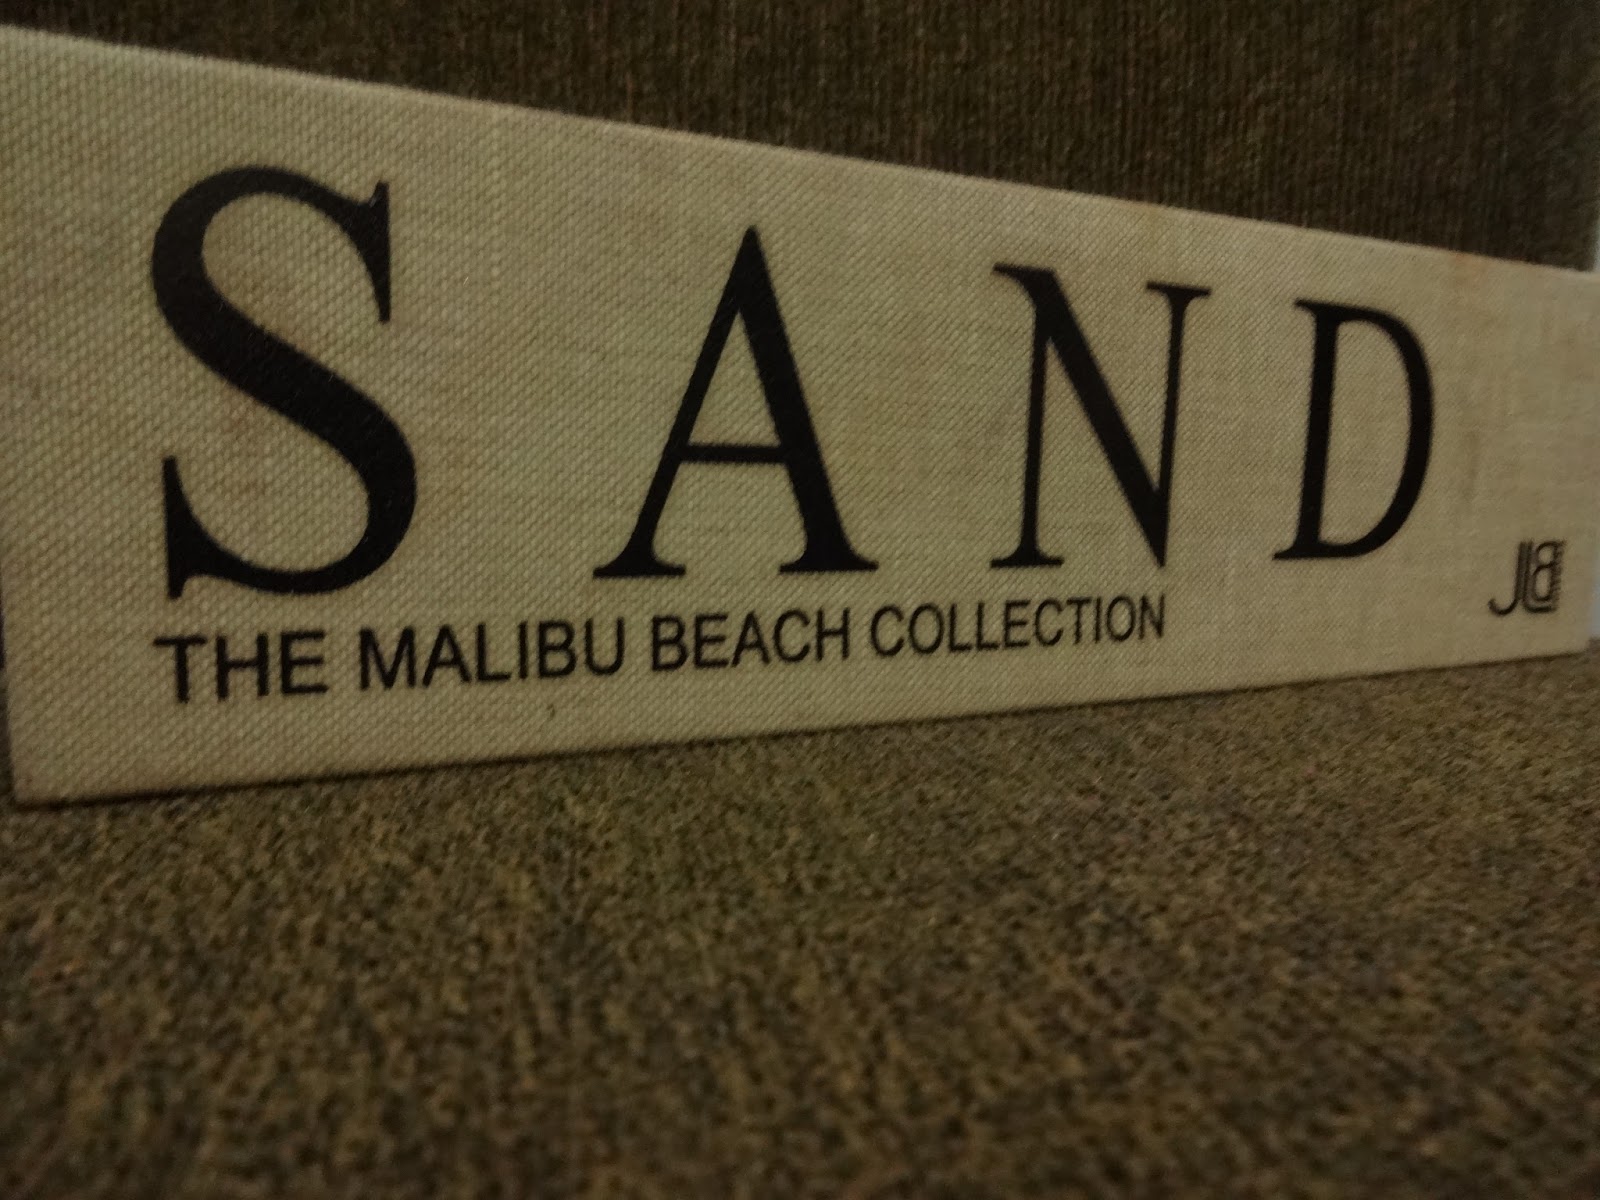 SAND
THE MALIBU BEACH COLLECTION